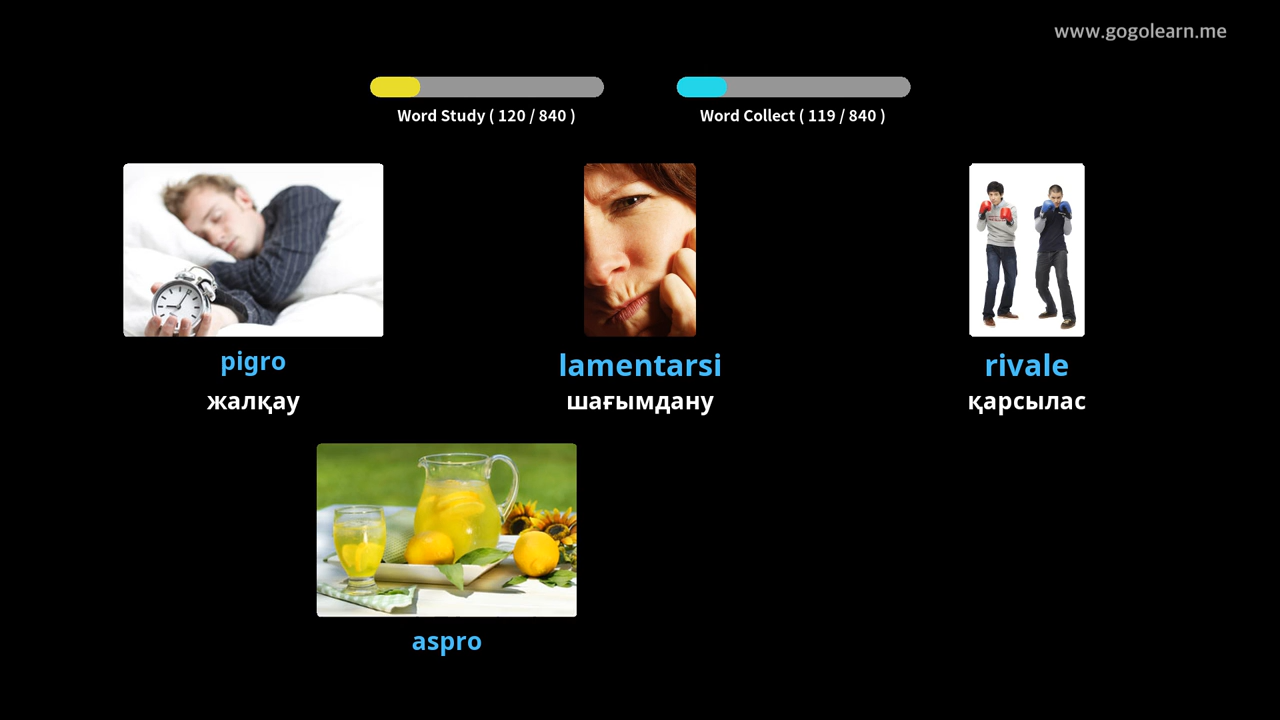 www.gogolearn.me
Word Study ( 120 / 840 )
Word Collect ( 119 / 840 )
pigro
lamentarsi
rivale
жалқау
шағымдану
қарсылас
aspro